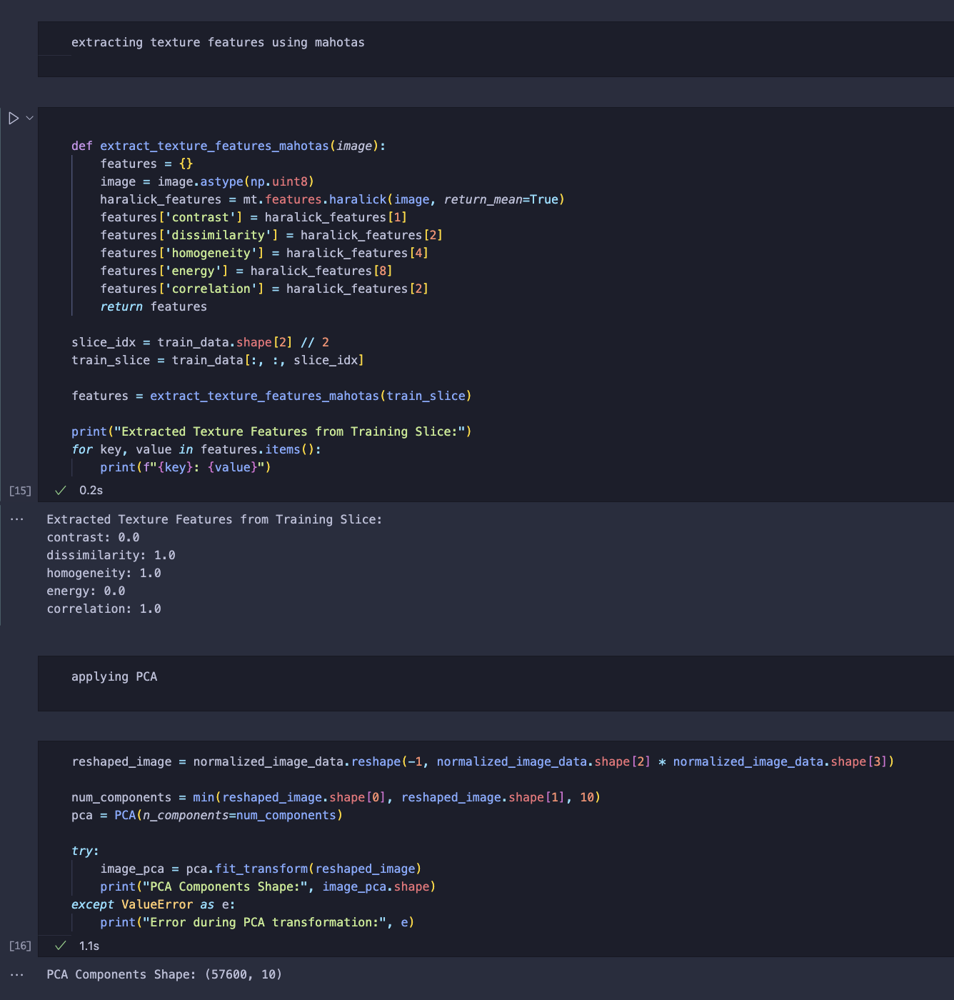 extracting texture features using mahotas
def extract_texture_features_mahotas(image):
    features = {}
    image = image.astype(np.uint8)
    haralick_features = mt.features.haralick(image, return_mean=True)
    features['contrast'] = haralick_features[1]
    features['dissimilarity'] = haralick_features[2]
    features['homogeneity'] = haralick_features[4]
    features['energy'] = haralick_features[8]
    features['correlation'] = haralick_features[2]
    return features
slice_idx = train_data.shape[2] // 2
train_slice = train_data[:, :, slice_idx]
features = extract_texture_features_mahotas(train_slice)
print("Extracted Texture Features from Training Slice:")
for key, value in features.items():
    print(f"{key}: {value}")
[15] 0.2s
Extracted Texture Features from Training Slice:
contrast: 0.0
dissimilarity: 1.0
homogeneity: 1.0
energy: 0.0
correlation: 1.0
applying PCA
reshaped_image = normalized_image_data.reshape(-1, normalized_image_data.shape[2] * normalized_image_data.shape[3])
num_components = min(reshaped_image.shape[0], reshaped_image.shape[1], 10)
pca = PCA(n_components=num_components)
try:
    image_pca = pca.fit_transform(reshaped_image)
    print("PCA Components Shape:", image_pca.shape)
except ValueError as e:
    print("Error during PCA transformation:", e)
[16] 1.1s
PCA Components Shape: (57600, 10)